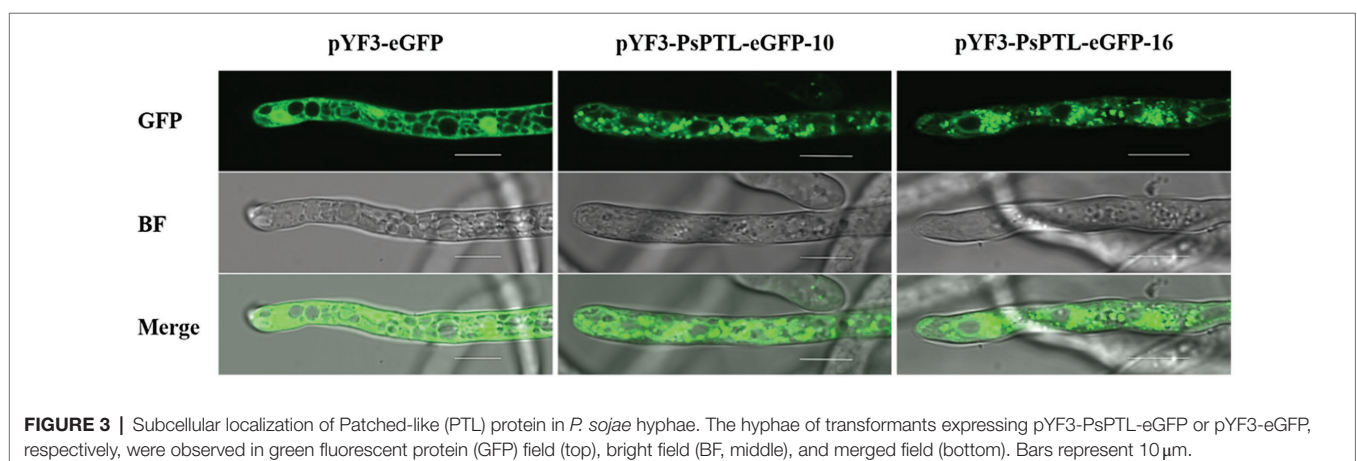 pYF3-eGFP pYF3-PsPTL-eGFP-10 pYF3-PsPTL-eGFP-16
GFP
BF
Merge
FIGURE 3 | Subcellular localization of Patched-like (PTL) protein in P. sojae hyphae. The hyphae of transformants expressing pYF3-PsPTL-eGFP or pYF3-eGFP,
respectively, were observed in green fluorescent protein (GFP) field (top), bright field (BF, middle), and merged field (bottom). Bars represent 10 μm.